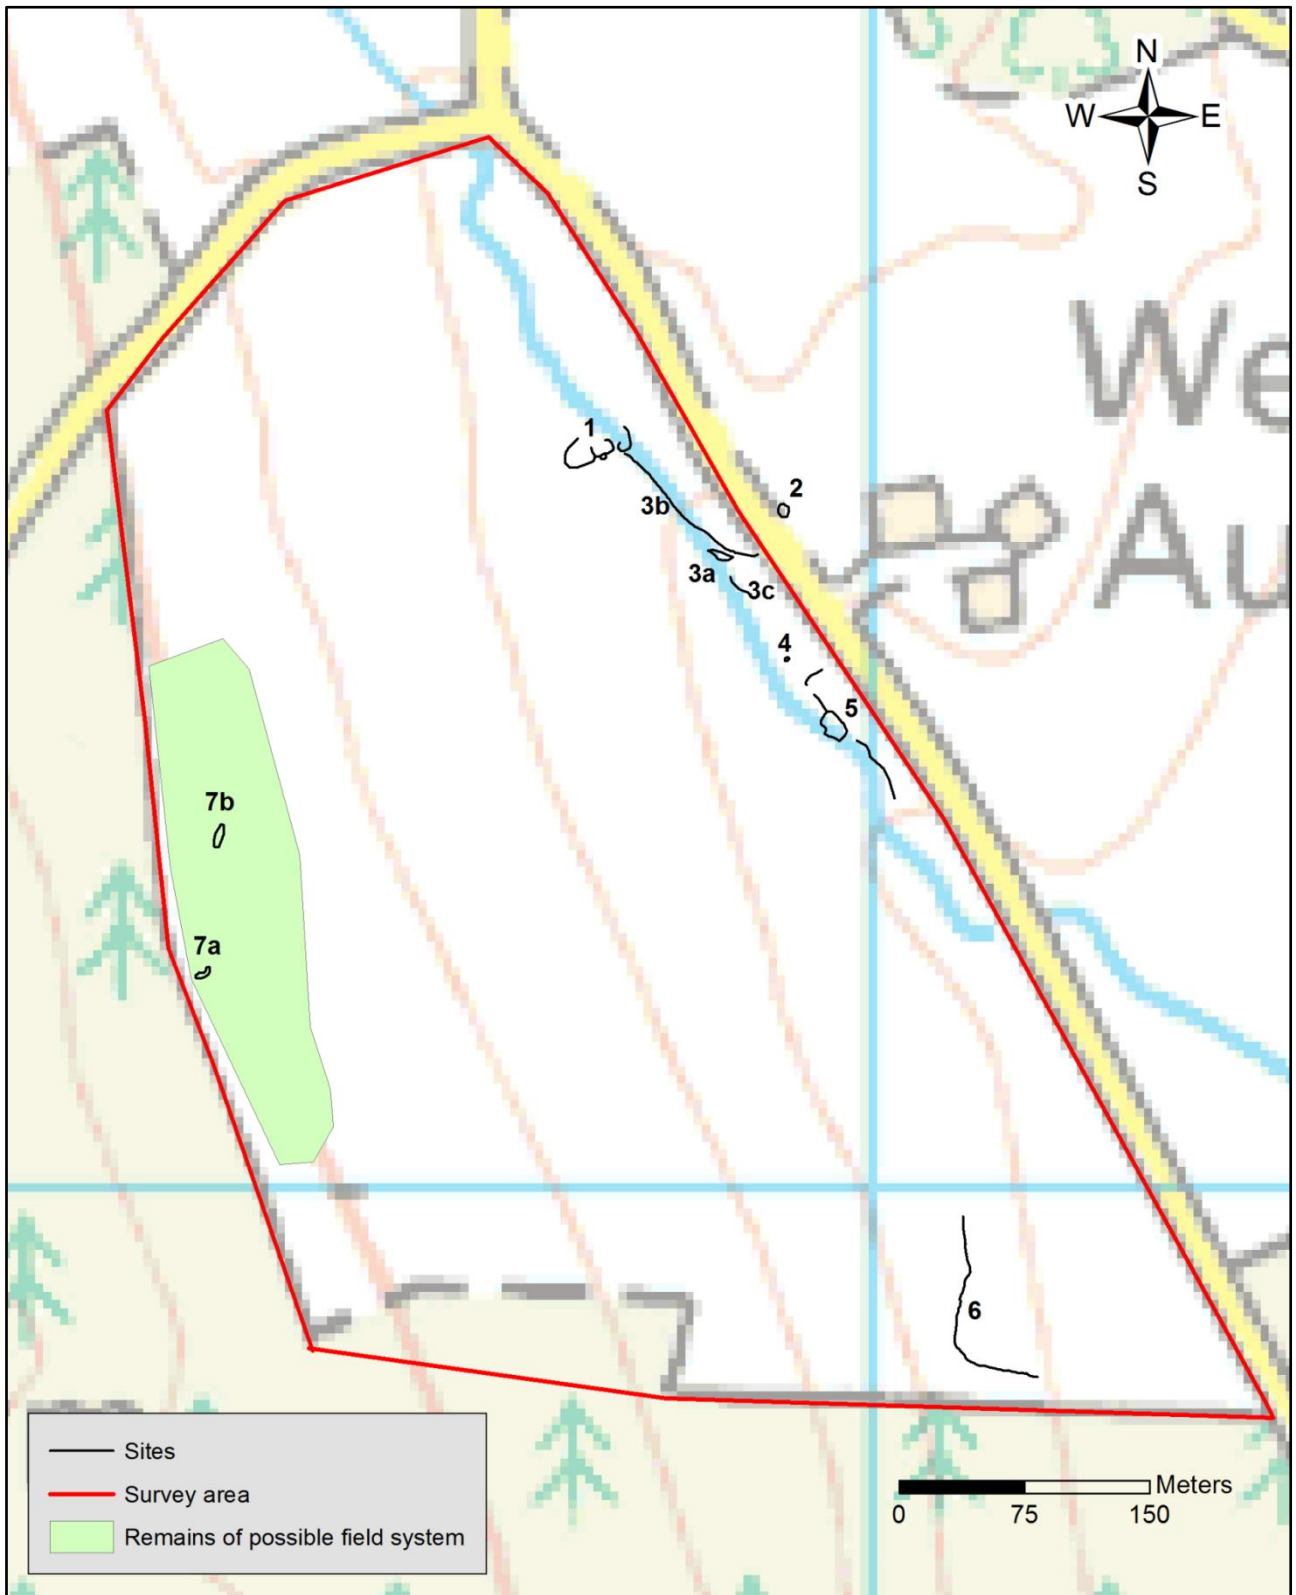 N
W E
S
We
Au
1
2
3b
3a
3c
4
5
7b
7a
6
Sites
Survey area
Remains of possible field system
Meters
0 75 150